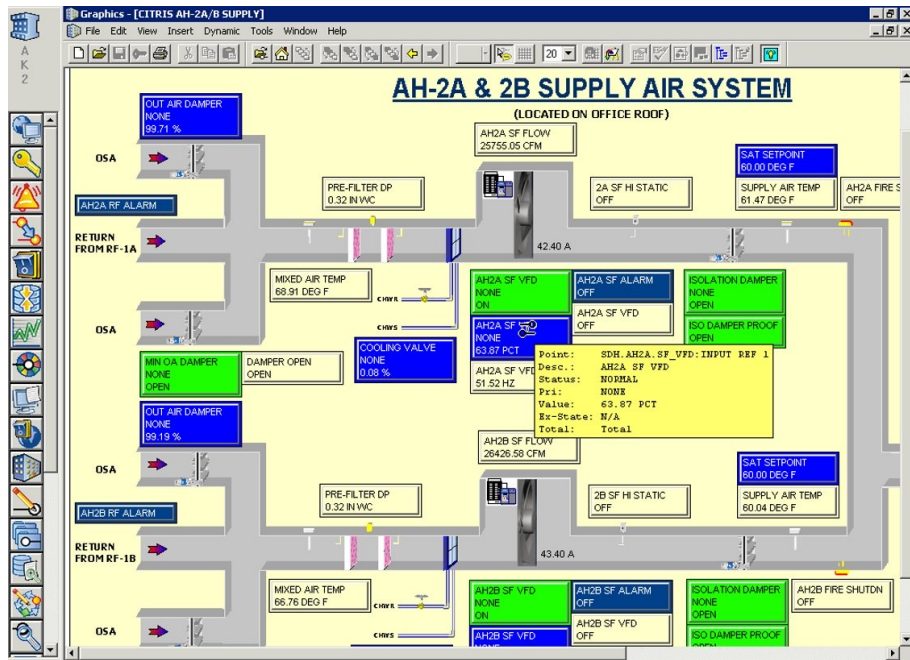 Graphics - [CITRIS AH-2A/B SUPPLY]
File Edit View Insert Dynamic Tools Window Help
20
A
K
2
AH-2A & 2B SUPPLY AIR SYSTEM
(LOCATED ON OFFICE ROOF)
OUT AIR DAMPER
NONE
99.71 %
AH2A SF FLOW
25755.05 CFM
SAT SETPOINT
60.00 DEG F
OSA
PRE-FILTER DP
0.32 IN WC
2A SF HI STATIC
OFF
SUPPLY AIR TEMP
61.47 DEG F
AH2A FIRE S
OFF
AH2A RF ALARM
RETURN
FROM RF-1A
42.40 A
MIXED AIR TEMP
68.91 DEG F
CHWR
AH2A SF VFD
NONE
ON
AH2A SF ALARM
OFF
ISOLATION DAMPER
NONE
OPEN
OSA
CHWS
AH2A SF
NONE
63.87 PCT
AH2A SF VFD
OFF
ISO DAMPER PROOF
OPEN
MIN OA DAMPER
NONE
OPEN
DAMPER OPEN
OPEN
COOLING VALVE
NONE
0.08 %
AH2A SF VFD
51.52 HZ
Point: SDH.AH2A.SF_VFD:INPUT REF 1
Desc.: AH2A SF VFD
Status: NORMAL
Pri: NONE
Value: 63.87 PCT
Ex-State: N/A
Total: Total
OUT AIR DAMPER
NONE
99.19 %
AH2B SF FLOW
26426.58 CFM
SAT SETPOINT
60.00 DEG F
OSA
PRE-FILTER DP
0.32 IN WC
2B SF HI STATIC
OFF
SUPPLY AIR TEMP
60.04 DEG F
AH2B RF ALARM
RETURN
FROM RF-1B
43.40 A
MIXED AIR TEMP
66.76 DEG F
CHWR
AH2B SF VFD
NONE
ON
AH2B SF ALARM
OFF
ISOLATION DAMPER
NONE
OPEN
AH2B FIRE SHUTDN
OFF
OSA
CHWS
AH2B SF VFD
AH2B SF VFD
OFF
ISO DAMPER PROOF